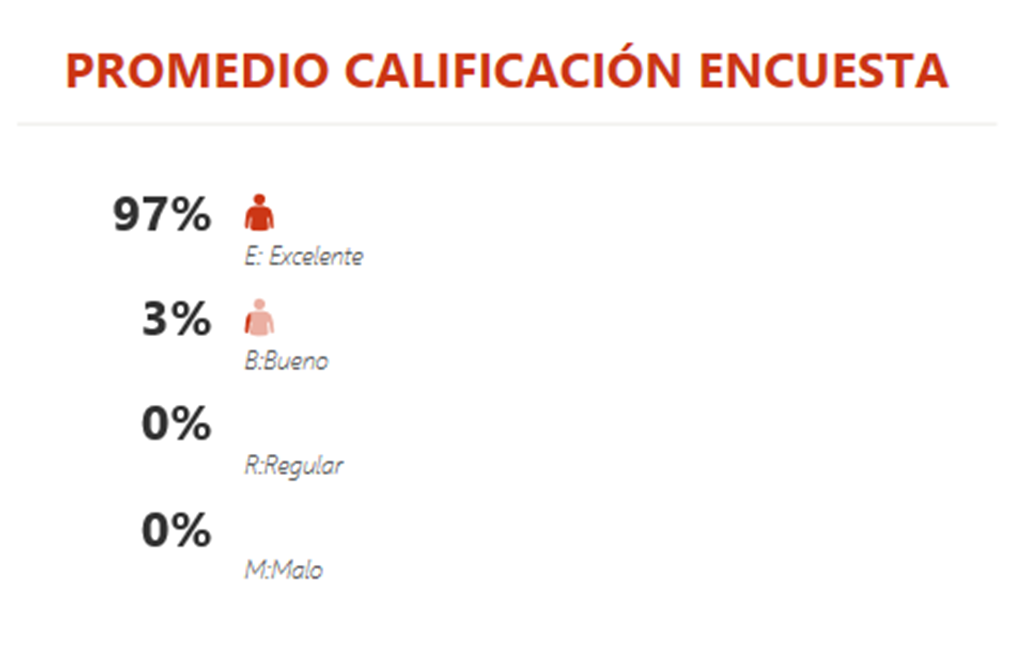 PROMEDIO CALIFICACIÓN ENCUESTA
97%
E: Excelente
3%
B:Bueno
0%
R:Regular
0%
M:Malo